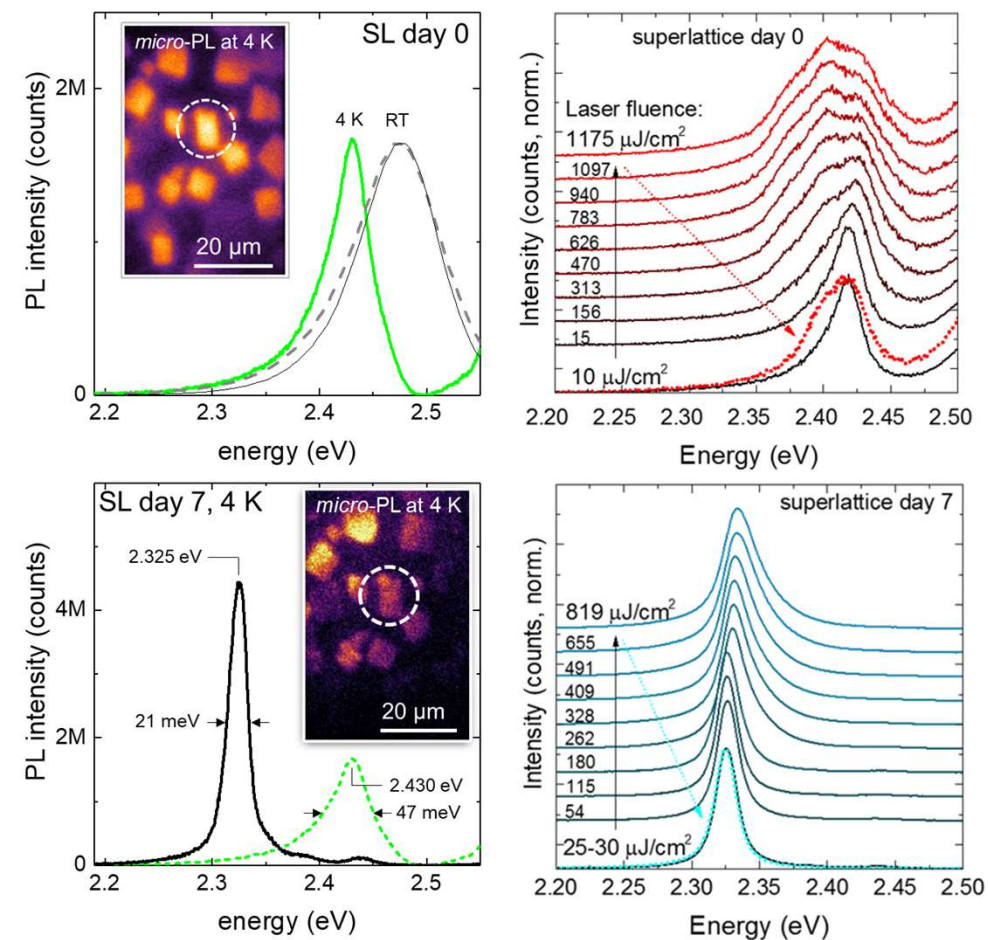 SL day 0
micro-PL at 4 K
20 µm
4 K
RT
PL intensity (counts)
2M
0
2.2
2.3
2.4
2.5
energy (eV)
superlattice day 0
Laser fluence:
1175 µJ/cm²
1097
940
783
626
470
313
156
15
10 µJ/cm²
Intensity (counts, norm.)
2.20
2.25
2.30
2.35
2.40
2.45
2.50
Energy (eV)
SL day 7, 4 K
micro-PL at 4 K
20 µm
2.325 eV
21 meV
2.430 eV
47 meV
PL intensity (counts)
4M
2M
0
2.2
2.3
2.4
2.5
energy (eV)
superlattice day 7
819 µJ/cm²
655
491
409
328
262
180
115
54
25-30 µJ/cm²
Intensity (counts, norm.)
2.20
2.25
2.30
2.35
2.40
2.45
2.50
Energy (eV)